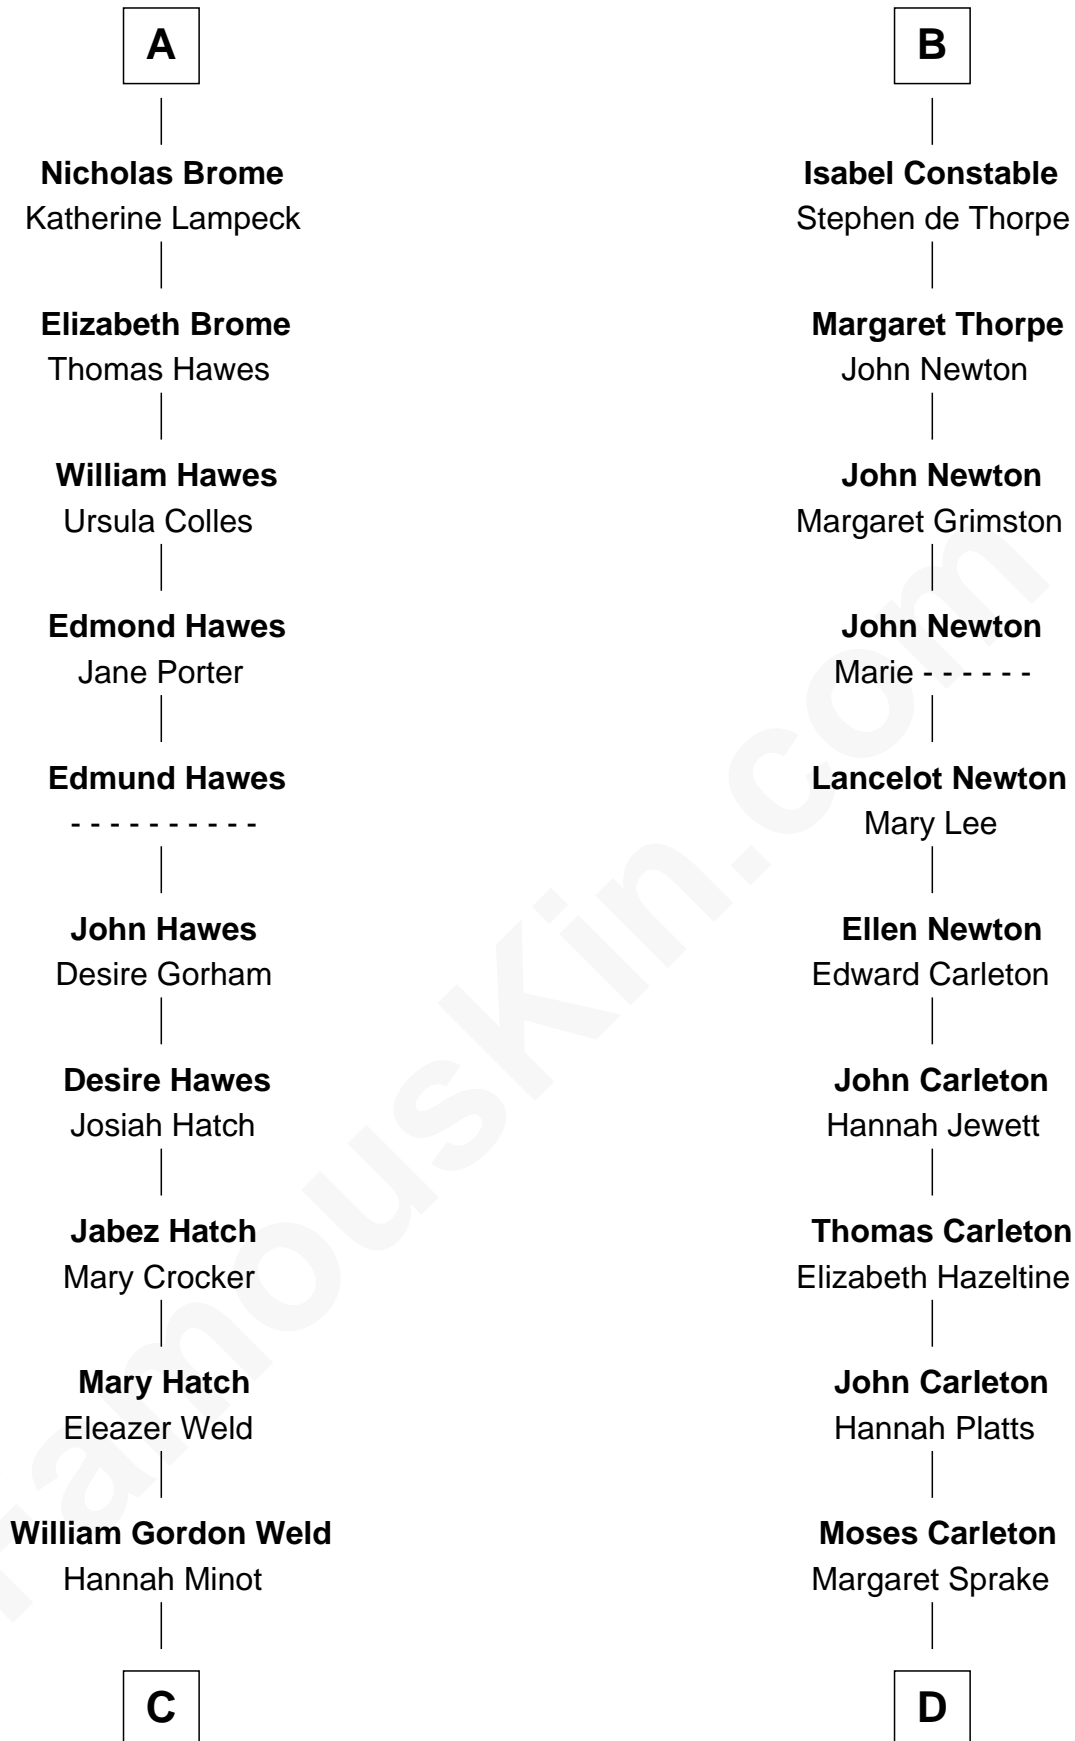 A
Nicholas Brome
Katherine Lampeck
Elizabeth Brome
Thomas Hawes
William Hawes
Ursula Colles
Edmond Hawes
Jane Porter
Edmund Hawes
- - - - - - - - - -
John Hawes
Desire Gorham
Desire Hawes
Josiah Hatch
Jabez Hatch
Mary Crocker
Mary Hatch
Eleazer Weld
William Gordon Weld
Hannah Minot
C
B
Isabel Constable
Stephen de Thorpe
Margaret Thorpe
John Newton
John Newton
Margaret Grimston
John Newton
Marie - - - - - -
Lancelot Newton
Mary Lee
Ellen Newton
Edward Carleton
John Carleton
Hannah Jewett
Thomas Carleton
Elizabeth Hazeltine
John Carleton
Hannah Platts
Moses Carleton
Margaret Sprake
D
FamousKin.com